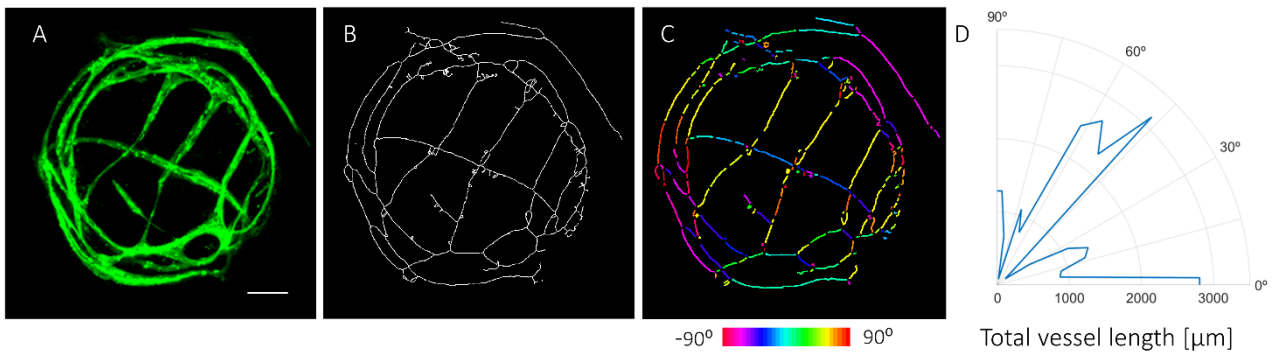 A
B
C
D
90º
60º
30º
0º
0
1000
2000
3000
-90º
90º
Total vessel length [µm]